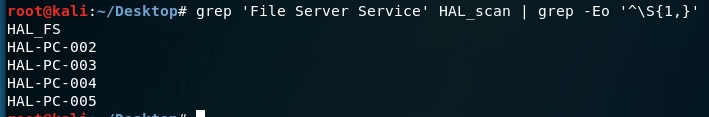 root@kali:~/Desktop# grep 'File Server Service' HAL_scan | grep -Eo '^\S{1,}'
HAL_FS
HAL-PC-002
HAL-PC-003
HAL-PC-004
HAL-PC-005
root@kali:~/Desktop#